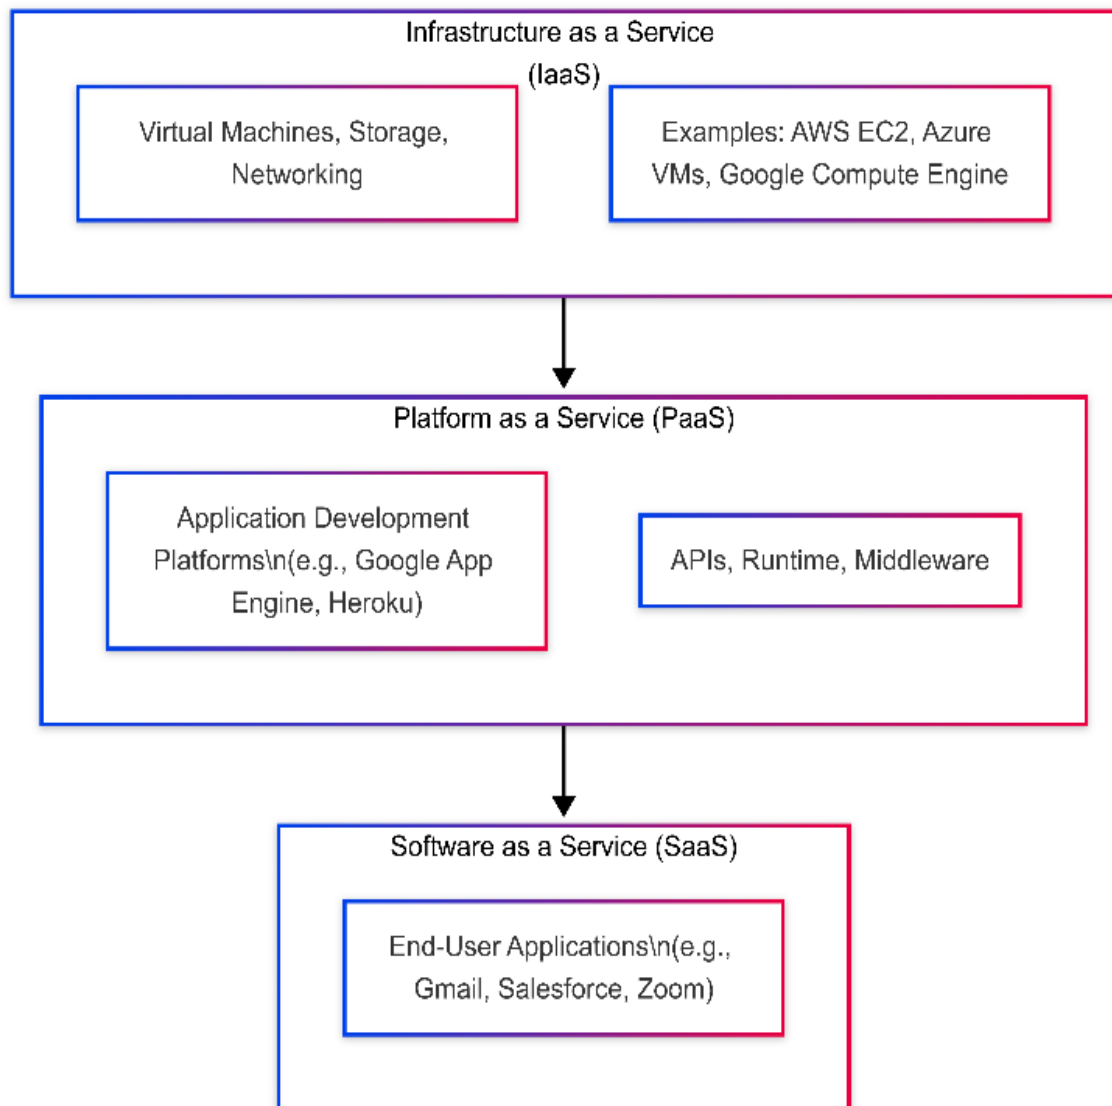 Infrastructure as a Service
(IaaS)
Virtual Machines, Storage,
Networking
Examples: AWS EC2, Azure
VMs, Google Compute Engine
Platform as a Service (PaaS)
Application Development
Platforms\n(e.g., Google App
Engine, Heroku)
APIs, Runtime, Middleware
Software as a Service (SaaS)
End-User Applications\n(e.g.,
Gmail, Salesforce, Zoom)